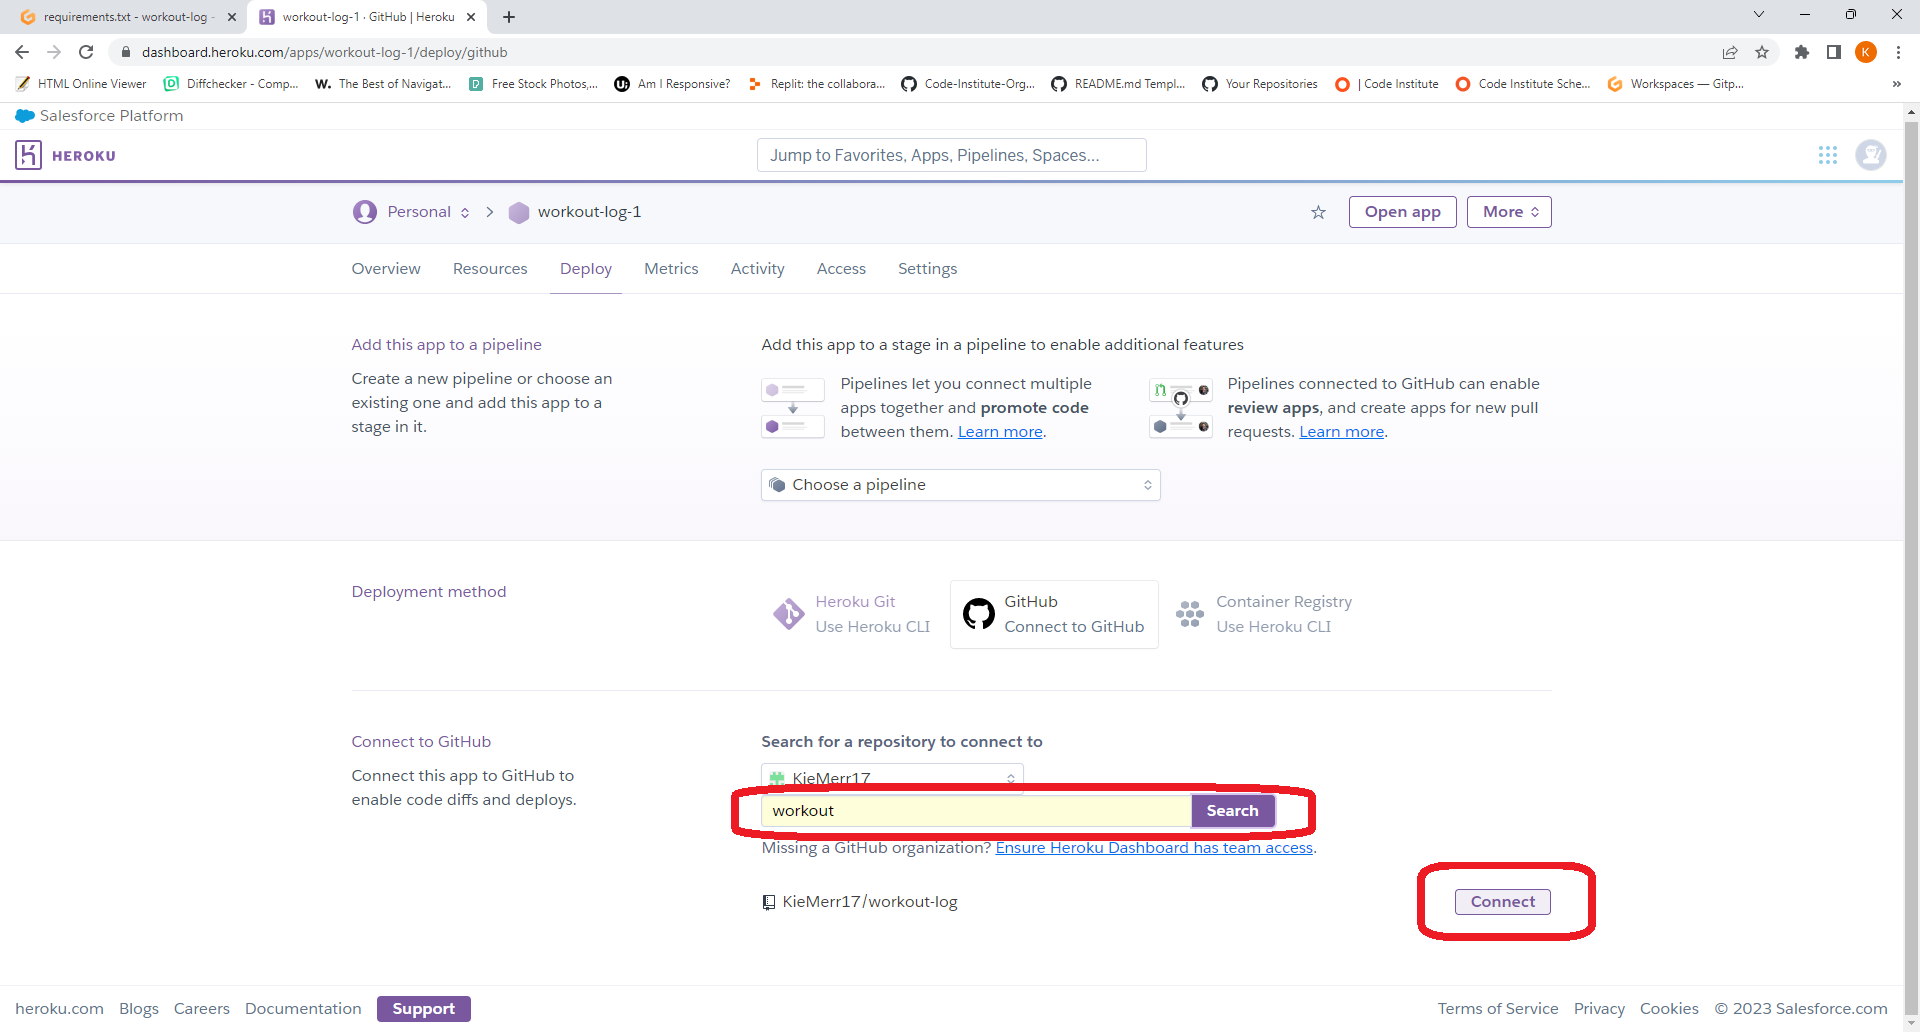 requirements.txt - workout-log -
workout-log-1 · GitHub | Heroku
dashboard.heroku.com/apps/workout-log-1/deploy/github
K
HTML Online Viewer
Diffchecker - Comp...
W.
The Best of Navigat...
Free Stock Photos,...
Am I Responsive?
Replit: the collabora...
Code-Institute-Org...
README.md Templ...
Your Repositories
| Code Institute
Code Institute Sche...
Workspaces — Gitp...
»
Salesforce Platform
HEROKU
Jump to Favorites, Apps, Pipelines, Spaces...
Personal
workout-log-1
Open app
More
Overview
Resources
Deploy
Metrics
Activity
Access
Settings
Add this app to a pipeline
Create a new pipeline or choose an
existing one and add this app to a
stage in it.
Add this app to a stage in a pipeline to enable additional features
Pipelines let you connect multiple
apps together and promote code
between them. Learn more.
Pipelines connected to GitHub can enable
review apps, and create apps for new pull
requests. Learn more.
Choose a pipeline
Deployment method
Heroku Git
Use Heroku CLI
GitHub
Connect to GitHub
Container Registry
Use Heroku CLI
Connect to GitHub
Connect this app to GitHub to
enable code diffs and deploys.
Search for a repository to connect to
KieMerr17
workout
Search
Missing a GitHub organization? Ensure Heroku Dashboard has team access.
KieMerr17/workout-log
Connect
heroku.com
Blogs
Careers
Documentation
Support
Terms of Service
Privacy
Cookies
© 2023 Salesforce.com